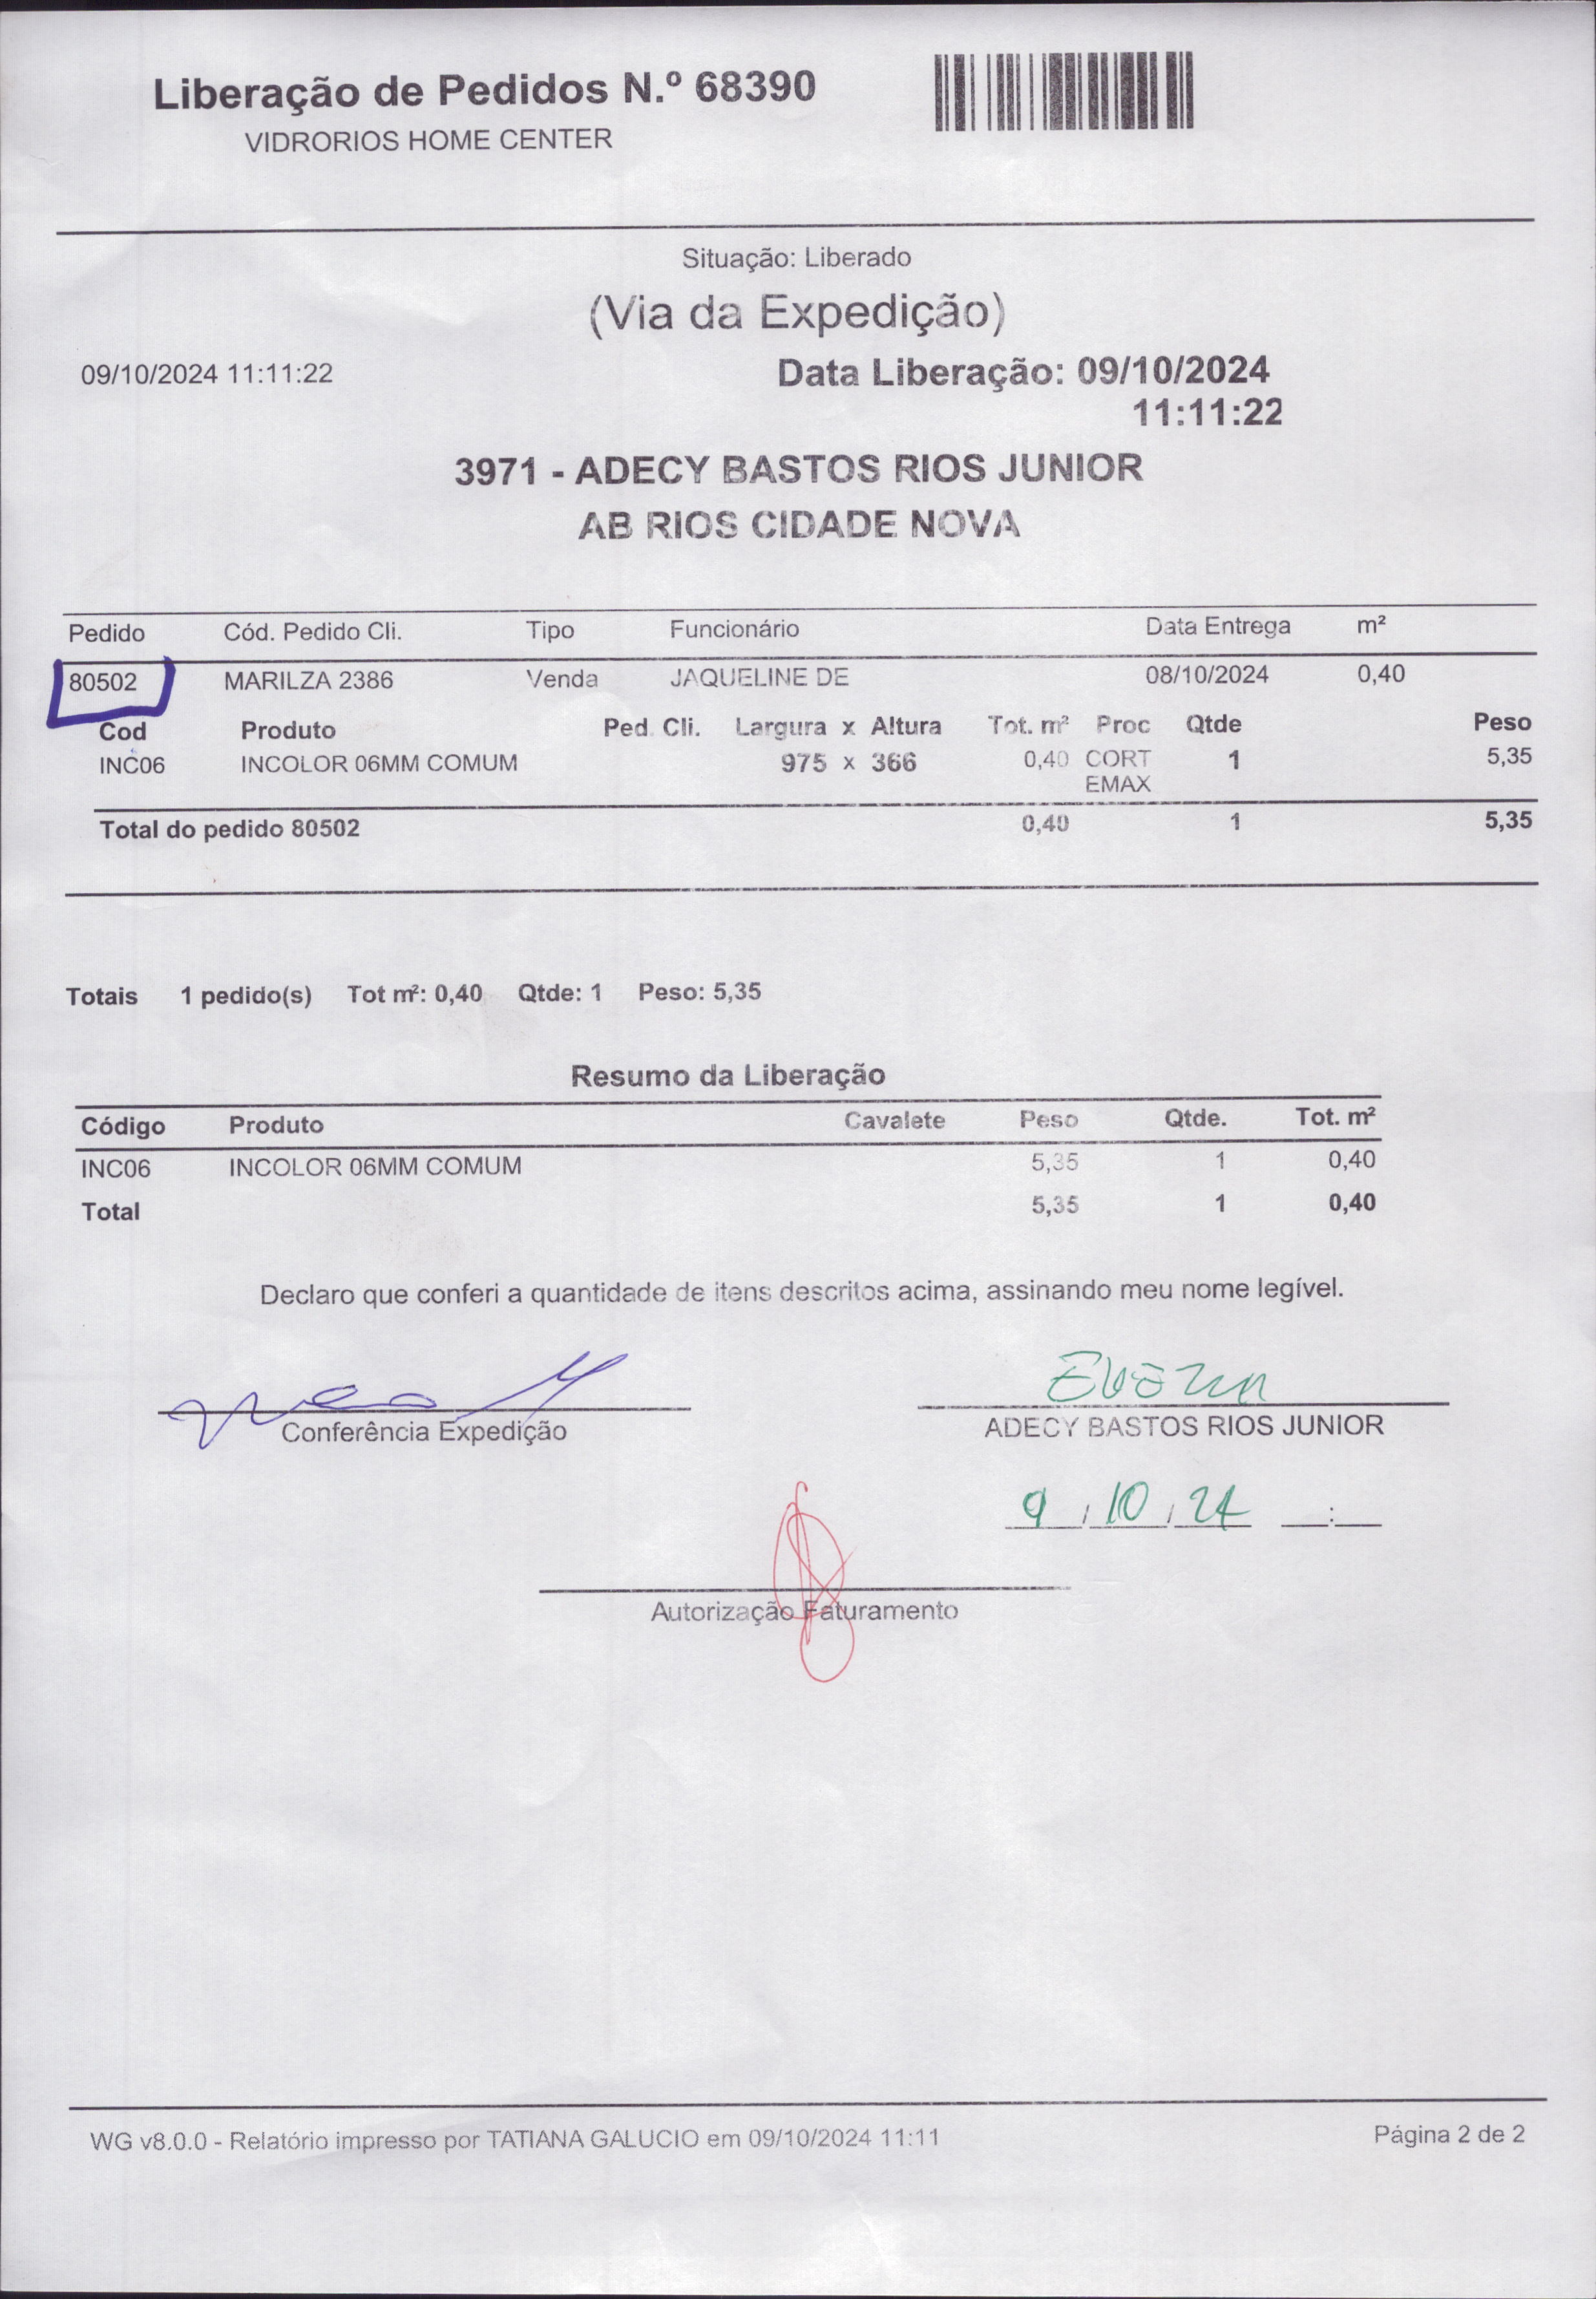 Liberação de Pedidos N.º 68390
VIDRORIOS HOME CENTER
Situação: Liberado
(Via da Expedição)
09/10/2024 11:11:22
Data Liberação: 09/10/2024
11:11:22
3971 - ADECY BASTOS RIOS JUNIOR
AB RIOS CIDADE NOVA
Pedido Cód. Pedido Cli. Tipo Funcionário Data Entrega m²
80502 MARILZA 2386 Venda JAQUELINE DE 08/10/2024 0,40
Cod Produto Ped. Cli. Largura x Altura Tot. m² Proc Qtde Peso
INC06 INCOLOR 06MM COMUM 975 x 366 0,40 CORT 1 5,35
EMAX
Total do pedido 80502 0,40 1 5,35
Totais 1 pedido(s) Tot m²: 0,40 Qtde: 1 Peso: 5,35
Resumo da Liberação
Código Produto Cavalete Peso Qtde. Tot. m²
INC06 INCOLOR 06MM COMUM 5,35 1 0,40
Total 5,35 1 0,40
Declaro que conferi a quantidade de itens descritos acima, assinando meu nome legível.
Conferência Expedição
ADECY BASTOS RIOS JUNIOR
9 / 10 / 24 __:__
Autorização Faturamento
WG v8.0.0 - Relatório impresso por TATIANA GALUCIO em 09/10/2024 11:11
Página 2 de 2